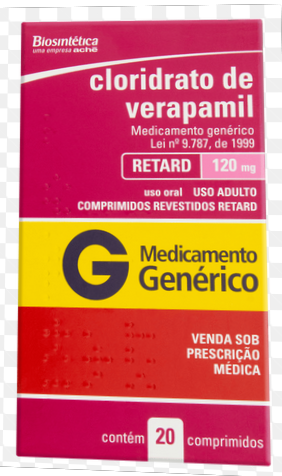 Biosintética
uma empresa aché
cloridrato de
verapamil
Medicamento genérico
Lei nº 9.787, de 1999
RETARD 120 mg
uso oral USO ADULTO
COMPRIMIDOS REVESTIDOS RETARD
G Medicamento
Genérico
VENDA SOB
PRESCRIÇÃO
MÉDICA
contém 20 comprimidos